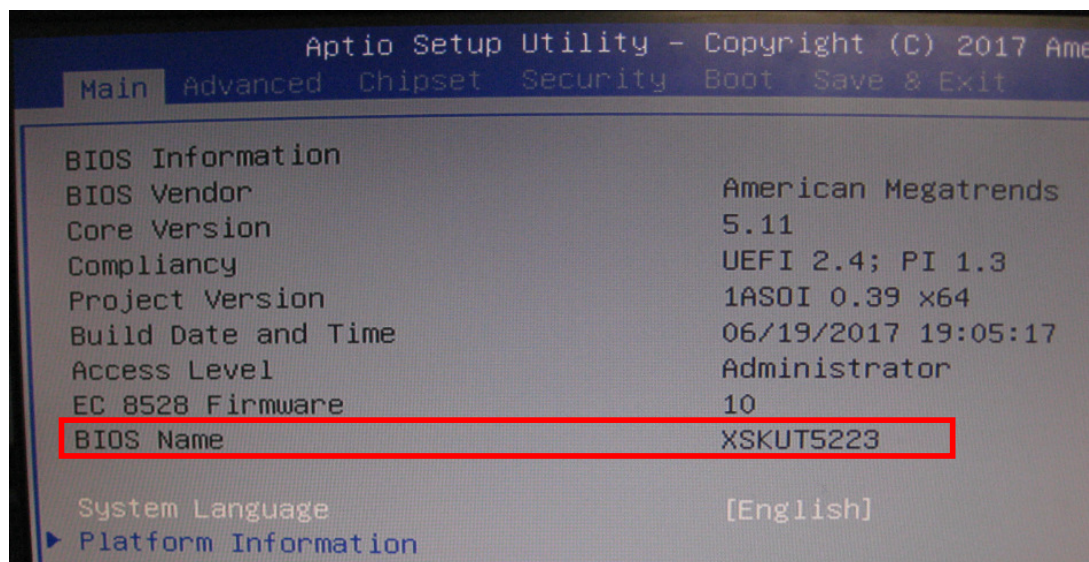 Aptio Setup Utility – Copyright (C) 2017 Ame
Main Advanced Chipset Security Boot Save & Exit
BIOS Information
BIOS Vendor American Megatrends
Core Version 5.11
Compliancy UEFI 2.4; PI 1.3
Project Version 1ASOI 0.39 x64
Build Date and Time 06/19/2017 19:05:17
Access Level Administrator
EC 8528 Firmware 10
BIOS Name XSKUT5223
System Language [English]
Platform Information